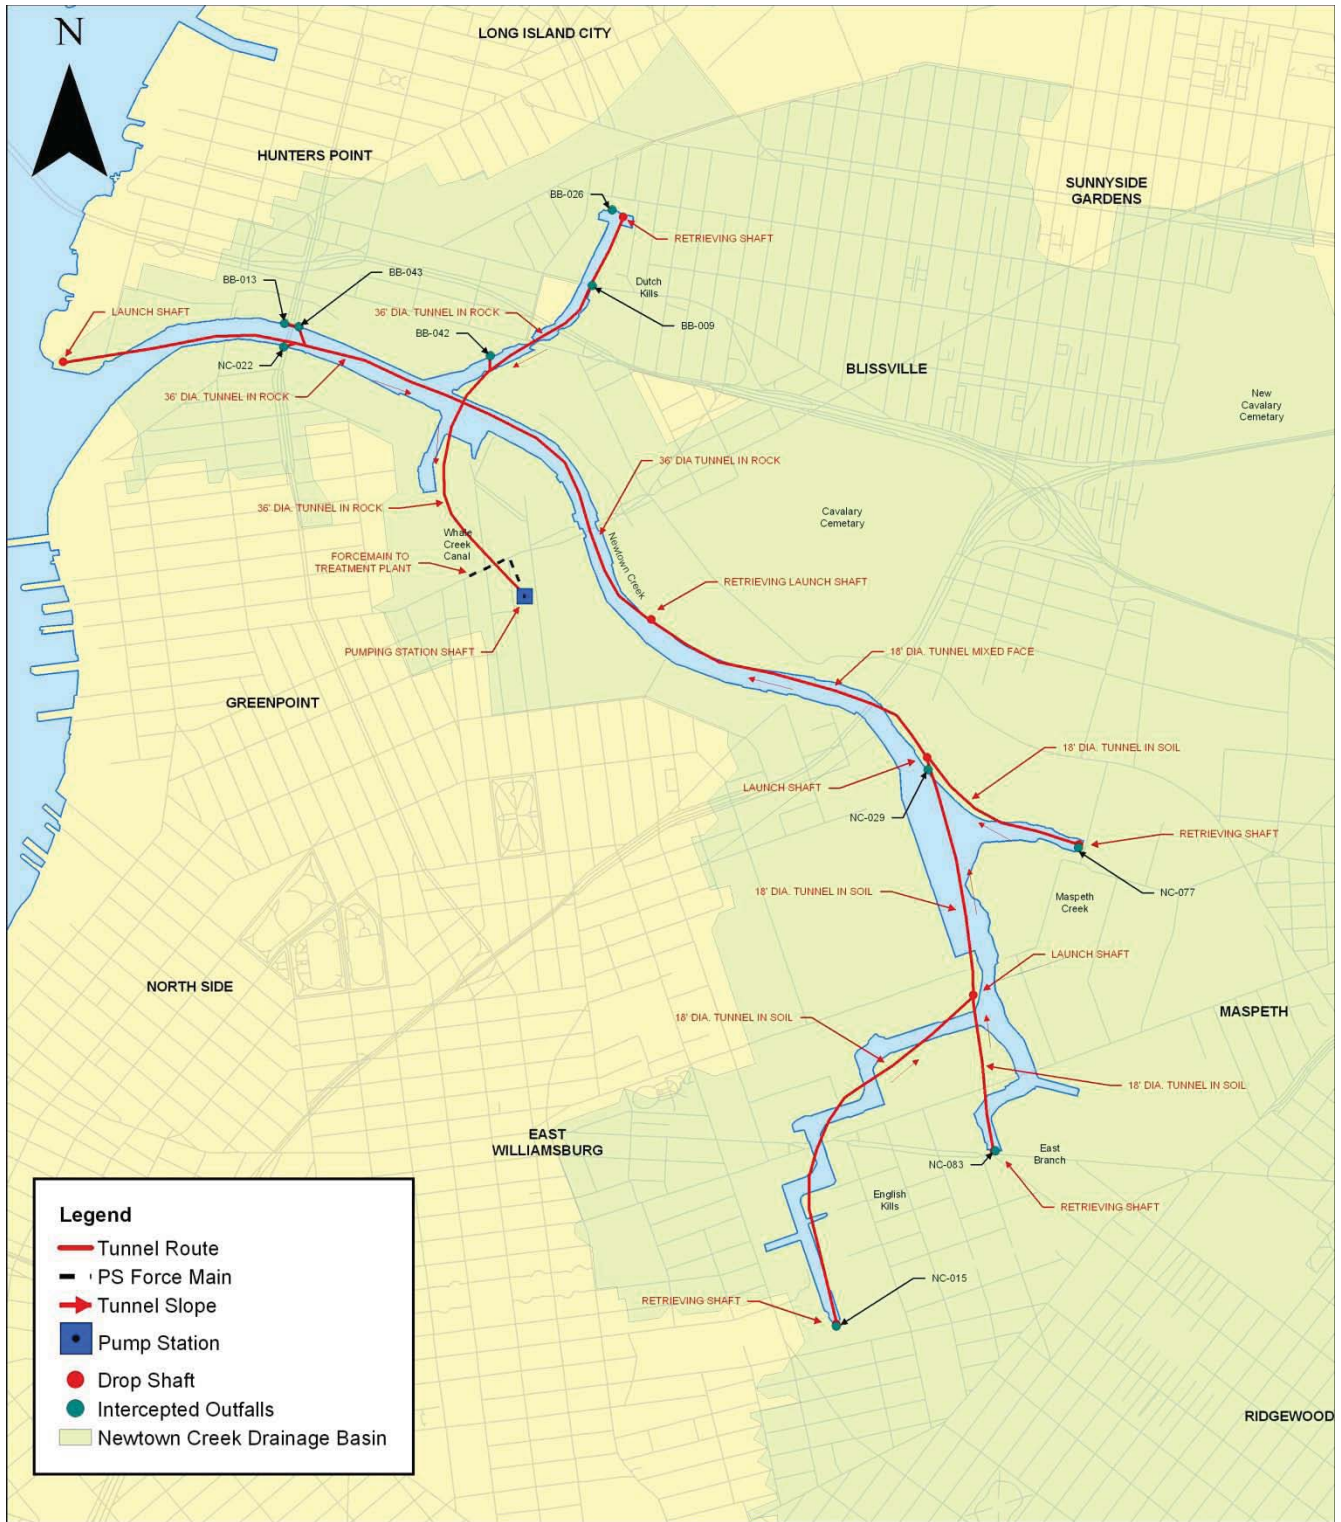 N
LONG ISLAND CITY
HUNTERS POINT
SUNNYSIDE
GARDENS
BB-026
RETRIEVING SHAFT
BB-013
BB-043
Dutch
Kills
LAUNCH SHAFT
36' DIA. TUNNEL IN ROCK
BB-042
BB-009
NC-022
BLISSVILLE
36' DIA. TUNNEL IN ROCK
New
Cavalary
Cemetery
36' DIA TUNNEL IN ROCK
36' DIA. TUNNEL IN ROCK
Cavalary
Cemetary
Whale
Creek
Canal
Newtown Creek
FORCEMAIN TO
TREATMENT PLANT
RETRIEVING LAUNCH SHAFT
PUMPING STATION SHAFT
18' DIA. TUNNEL MIXED FACE
GREENPOINT
18' DIA. TUNNEL IN SOIL
LAUNCH SHAFT
NC-029
RETRIEVING SHAFT
18' DIA. TUNNEL IN SOIL
NC-077
Maspeth
Creek
LAUNCH SHAFT
NORTH SIDE
MASPETH
18' DIA. TUNNEL IN SOIL
18' DIA. TUNNEL IN SOIL
EAST
WILLIAMSBURG
NC-083
East
Branch
English
Kills
RETRIEVING SHAFT
NC-015
RETRIEVING SHAFT
RIDGEWOOD
Legend
Tunnel Route
PS Force Main
Tunnel Slope
Pump Station
Drop Shaft
Intercepted Outfalls
Newtown Creek Drainage Basin